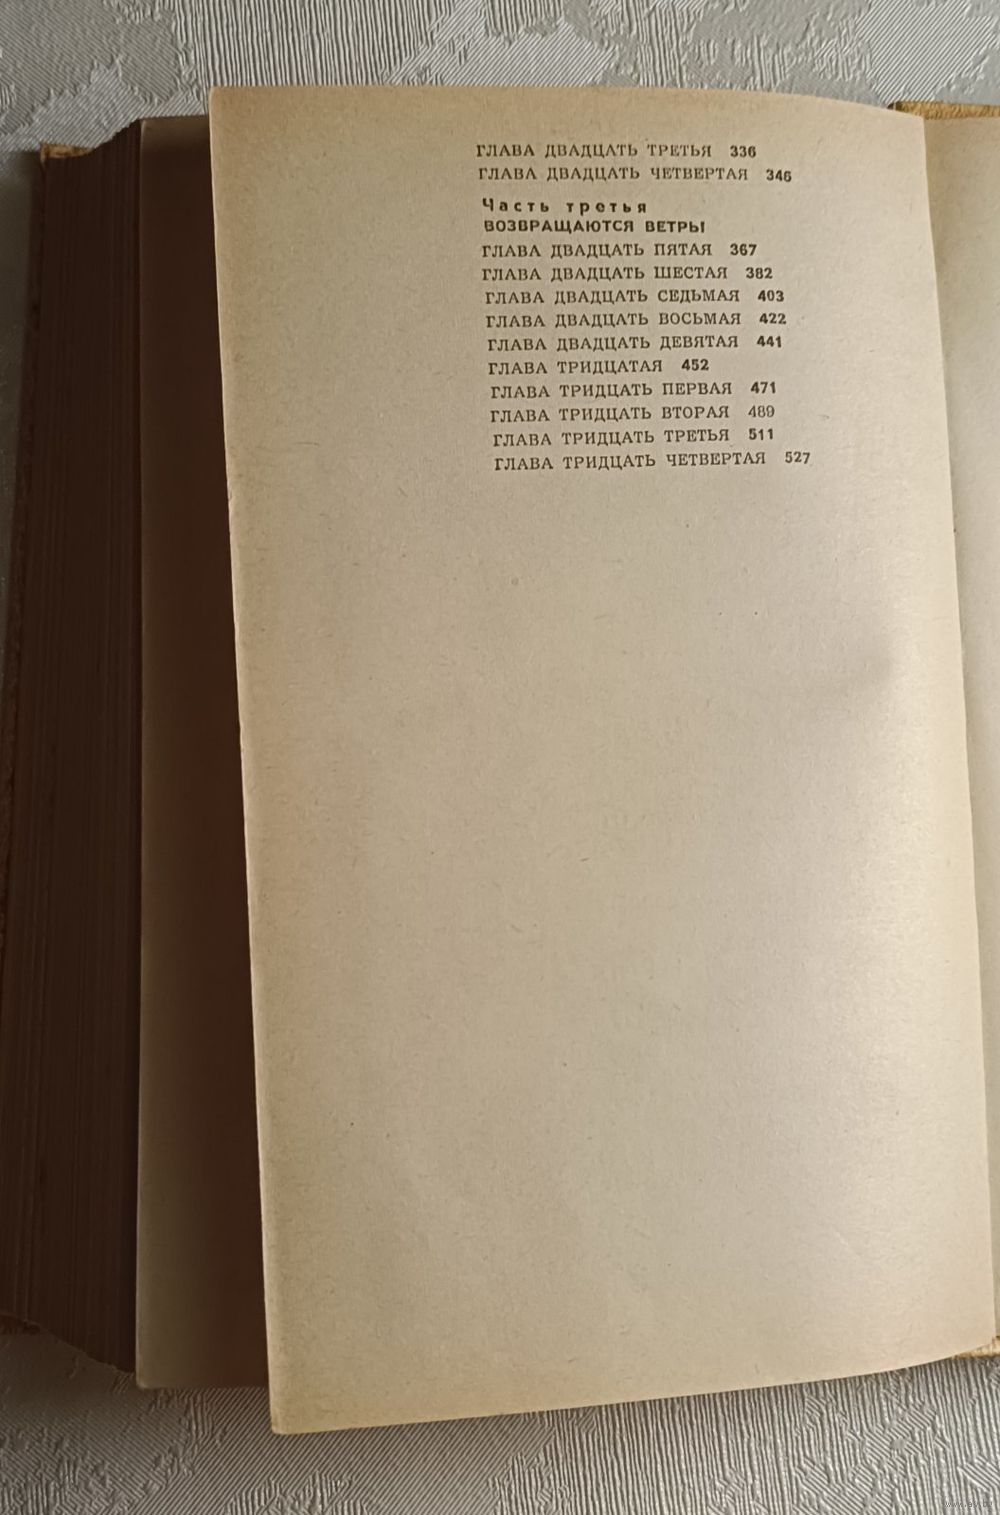 ГЛАВА ДВАДЦАТЬ ТРЕТЬЯ 336
ГЛАВА ДВАДЦАТЬ ЧЕТВЕРТАЯ 346
Часть третья
ВОЗВРАЩАЮТСЯ ВЕТРЫ
ГЛАВА ДВАДЦАТЬ ПЯТАЯ 367
ГЛАВА ДВАДЦАТЬ ШЕСТАЯ 382
ГЛАВА ДВАДЦАТЬ СЕДЬМАЯ 403
ГЛАВА ДВАДЦАТЬ ВОСЬМАЯ 422
ГЛАВА ДВАДЦАТЬ ДЕВЯТАЯ 441
ГЛАВА ТРИДЦАТАЯ 452
ГЛАВА ТРИДЦАТЬ ПЕРВАЯ 471
ГЛАВА ТРИДЦАТЬ ВТОРАЯ 489
ГЛАВА ТРИДЦАТЬ ТРЕТЬЯ 511
ГЛАВА ТРИДЦАТЬ ЧЕТВЕРТАЯ 527